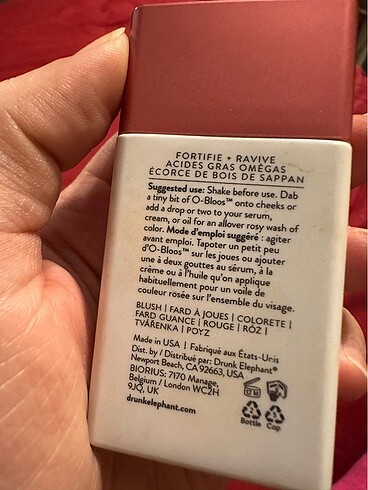 FORTIFIE + RAVIVE
ACIDES GRAS OMÉGAS
ÉCORCE DE BOIS DE SAPPAN
Suggested use: Shake before use. Dab
a tiny bit of O-Bloos™ onto cheeks or
add a drop or two to your serum,
cream, or oil for an allover rosy wash of
color. Mode d'emploi suggéré : agiter
avant emploi. Tapoter un petit peu
d'O-Bloos™ sur les joues ou ajouter
une à deux gouttes au sérum, à la
crème ou à l'huile qu'on applique
habituellement pour un voile de
couleur rosée sur l'ensemble du visage.
BLUSH | FARD À JOUES | COLORETE |
FARD GUANCE | ROUGE | RÓŻ |
TVÁŘENKA | POYZ
Made in USA | Fabriqué aux États-Unis
Dist. by / Distribué par: Drunk Elephant®
Newport Beach, CA 92663, USA
BIORIUS: 7170 Manage,
Belgium / London WC2H
9JQ, UK
drunkelephant.com
Bottle Cap